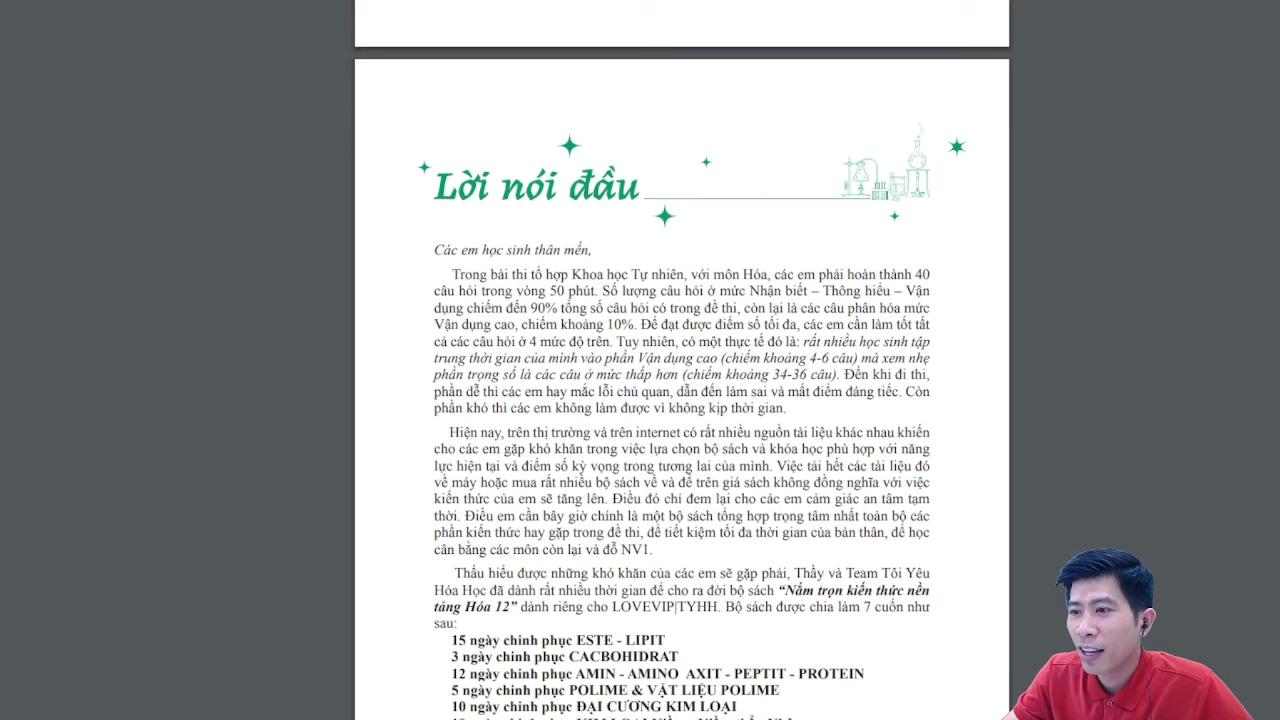 Lời nói đầu
Các em học sinh thân mến,
Trong bài thi tổ hợp Khoa học Tự nhiên, với môn Hóa, các em phải hoàn thành 40
câu hỏi trong vòng 50 phút. Số lượng câu hỏi ở mức Nhận biết – Thông hiểu – Vận
dụng chiếm đến 90% tổng số câu hỏi có trong đề thi, còn lại là các câu phân hóa mức
Vận dụng cao, chiếm khoảng 10%. Để đạt được điểm số tối đa, các em cần làm tốt tất
cả các câu hỏi ở 4 mức độ trên. Tuy nhiên, có một thực tế đó là: rất nhiều học sinh tập
trung thời gian của mình vào phần Vận dụng cao (chiếm khoảng 4-6 câu) mà xem nhẹ
phần trọng số là các câu ở mức thấp hơn (chiếm khoảng 34-36 câu). Đến khi đi thi,
phần dễ thì các em hay mắc lỗi chủ quan, dẫn đến làm sai và mất điểm đáng tiếc. Còn
phần khó thì các em không làm được vì không kịp thời gian.
Hiện nay, trên thị trường và trên internet có rất nhiều nguồn tài liệu khác nhau khiến
cho các em gặp khó khăn trong việc lựa chọn bộ sách và khóa học phù hợp với năng
lực hiện tại và điểm số kỳ vọng trong tương lai của mình. Việc tải hết các tài liệu đó
về máy hoặc mua rất nhiều bộ sách về và để trên giá sách không đồng nghĩa với việc
kiến thức của em sẽ tăng lên. Điều đó chỉ đem lại cho các em cảm giác an tâm tạm
thời. Điều em cần bây giờ chính là một bộ sách tổng hợp trọng tâm nhất toàn bộ các
phần kiến thức hay gặp trong đề thi, để tiết kiệm tối đa thời gian của bản thân, để học
cân bằng các môn còn lại và đỗ NV1.
Thấu hiểu được những khó khăn của các em sẽ gặp phải, Thầy và Team Tôi Yêu
Hóa Học đã dành rất nhiều thời gian để cho ra đời bộ sách “Nắm trọn kiến thức nền
tảng Hóa 12” dành riêng cho LOVEVIP|TYHH. Bộ sách được chia làm 7 cuốn như
sau:
15 ngày chinh phục ESTE - LIPIT
3 ngày chinh phục CACBOHIDRAT
12 ngày chinh phục AMIN - AMINO AXIT - PEPTIT - PROTEIN
5 ngày chinh phục POLIME & VẬT LIỆU POLIME
10 ngày chinh phục ĐẠI CƯƠNG KIM LOẠI